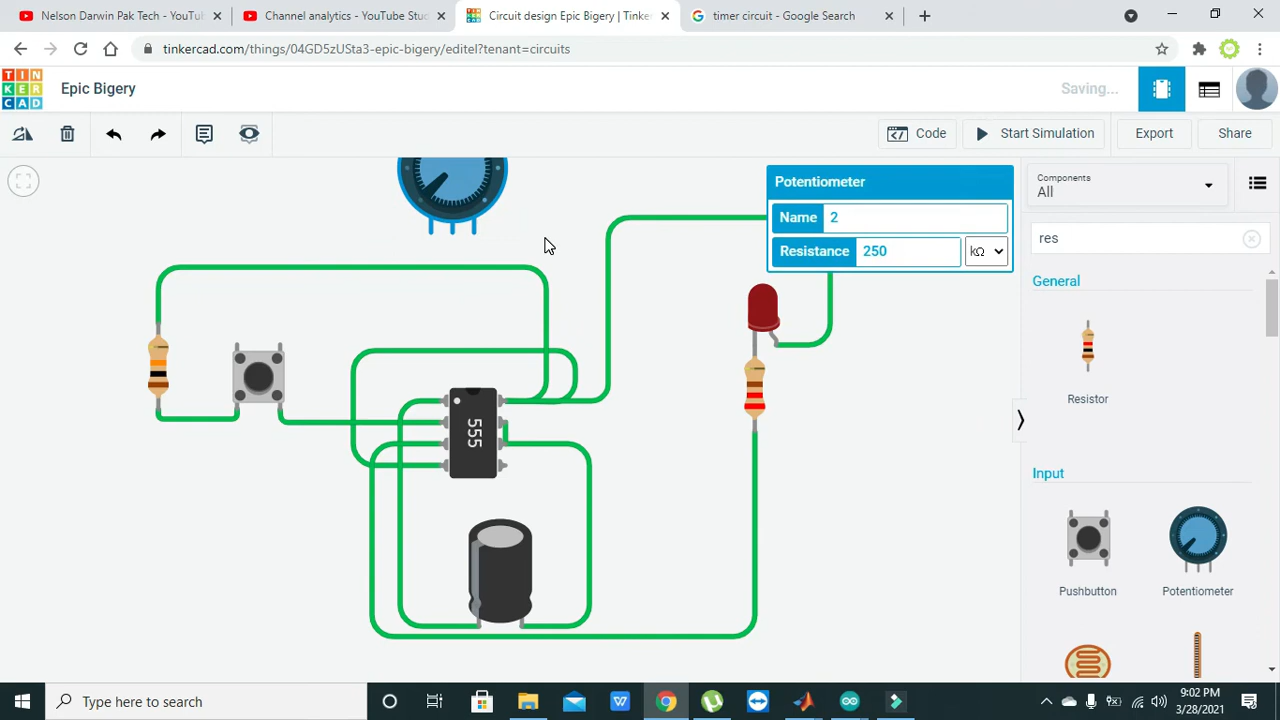 Nelson Darwin Pak Tech - YouTu
Channel analytics - YouTube Stud
Circuit design Epic Bigery | Tinker
timer circuit - Google Search
tinkercad.com/things/04GD5zUSta3-epic-bigery/editel?tenant=circuits
TIN
KER
CAD
Epic Bigery
Saving...
Code
Start Simulation
Export
Share
Potentiometer
Name 2
Resistance 250 kΩ
Components
All
res
General
Resistor
Input
Pushbutton
Potentiometer
555
Type here to search
9:02 PM
3/28/2021